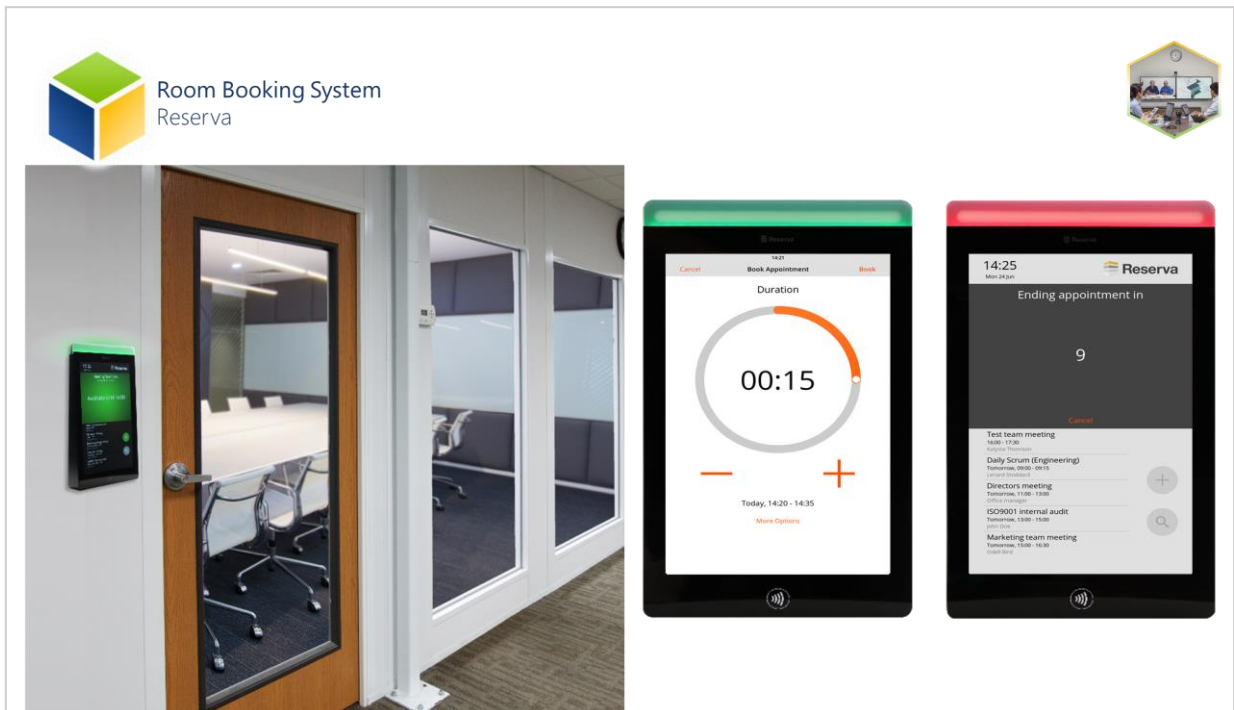 Room Booking System
Reserva
Reserva
14:21
Cancel
Book Appointment
Book
Duration
00:15
Today, 14:20 - 14:35
More Options
Reserva
14:25
Mon 24 Jun
Reserva
Ending appointment in
9
Cancel
Test team meeting
16:00 - 17:30
Daily Scrum (Engineering)
Tomorrow, 09:00 - 09:15
Directors meeting
Tomorrow, 11:00 - 13:00
Office manager
ISO9001 internal audit
Tomorrow, 13:00 - 15:00
John Doe
Marketing team meeting
Tomorrow, 15:00 - 16:30